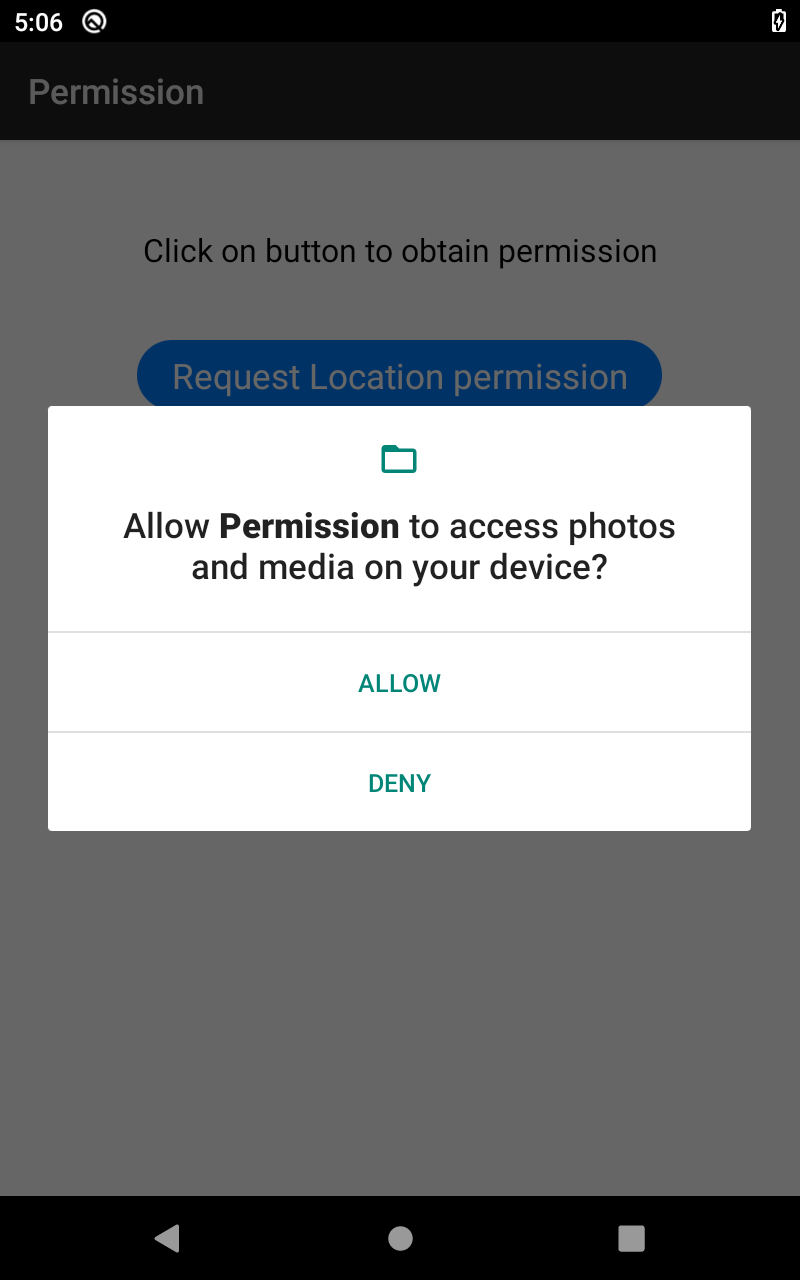 5:06
Permission
Click on button to obtain permission
Request Location permission
Allow Permission to access photos
and media on your device?
ALLOW
DENY